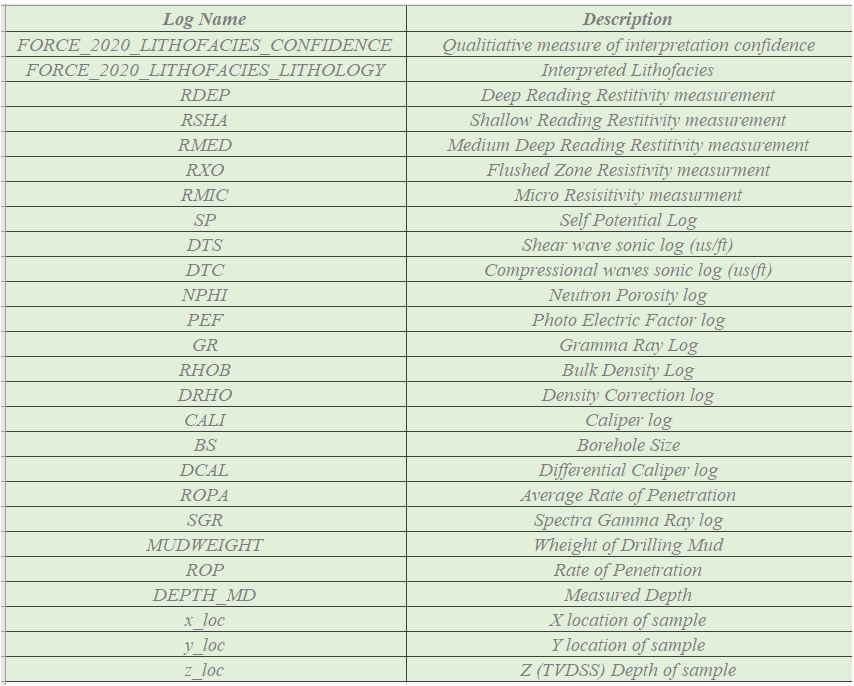 Log Name Description
FORCE_2020_LITHOFACIES_CONFIDENCE Qualitiative measure of interpretation confidence
FORCE_2020_LITHOFACIES_LITHOLOGY Interpreted Lithofacies
RDEP Deep Reading Restitivity measurement
RSHA Shallow Reading Restitivity measurement
RMED Medium Deep Reading Restitivity measurement
RXO Flushed Zone Resistivity measurment
RMIC Micro Resisitivity measurment
SP Self Potential Log
DTS Shear wave sonic log (us/ft)
DTC Compressional waves sonic log (us(ft)
NPHI Neutron Porosity log
PEF Photo Electric Factor log
GR Gramma Ray Log
RHOB Bulk Density Log
DRHO Density Correction log
CALI Caliper log
BS Borehole Size
DCAL Differential Caliper log
ROPA Average Rate of Penetration
SGR Spectra Gamma Ray log
MUDWEIGHT Wheight of Drilling Mud
ROP Rate of Penetration
DEPTH_MD Measured Depth
x_loc X location of sample
y_loc Y location of sample
z_loc Z (TVDSS) Depth of sample